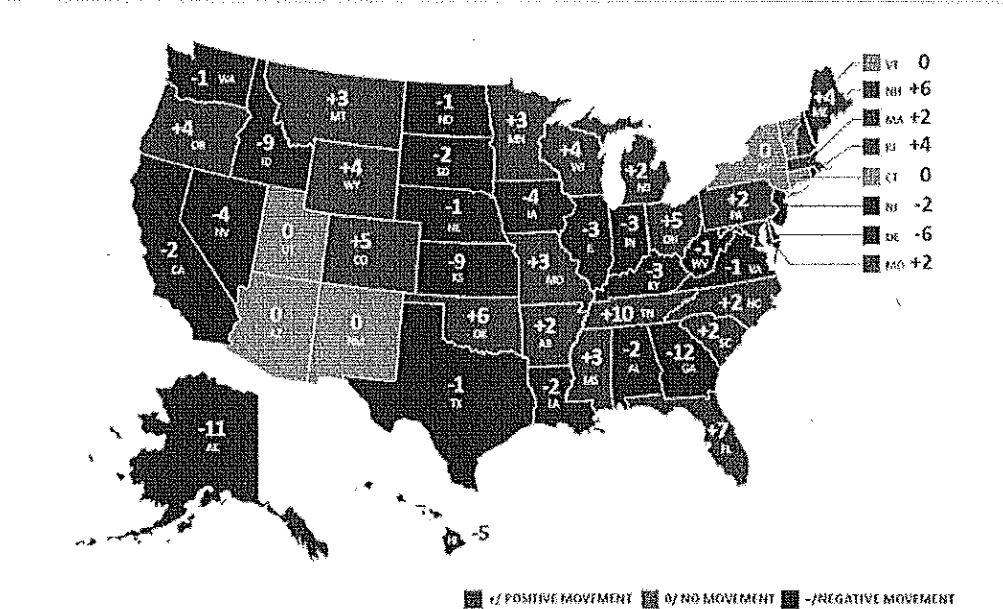 -1 WA
+3 MT
-1 ND
+3 MN
+4 OR
-9 ID
+4 WY
-2 SD
+4 WI
+2 MI
0
+4 ME
VT 0
NH +6
MA +2
RI +4
CT 0
NJ -2
DE -6
MD +2
-2 CA
-4 NV
0 UT
+5 CO
-1 NE
-4 IA
-3 IL
-3 IN
+5 OH
+2 PA
-9 KS
+3 MO
-3 KY
-1 WV
-1 VA
0 AZ
0 NM
+6 OK
+2 AR
+10 TN
+2 NC
+2 SC
-1 TX
-2 LA
+3 MS
-2 AL
-12 GA
+7 FL
-11 AK
HI -5
+/ POSITIVE MOVEMENT 0/ NO MOVEMENT -/NEGATIVE MOVEMENT